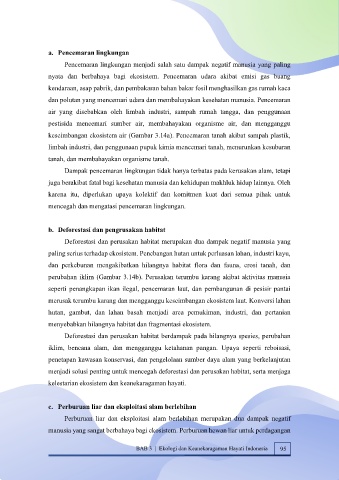 a. Pencemaran lingkungan
Pencemaran lingkungan menjadi salah satu dampak negatif manusia yang paling
nyata dan berbahaya bagi ekosistem. Pencemaran udara akibat emisi gas buang
kendaraan, asap pabrik, dan pembakaran bahan bakar fosil menghasilkan gas rumah kaca
dan polutan yang mencemari udara dan membahayakan kesehatan manusia. Pencemaran
air yang disebabkan oleh limbah industri, sampah rumah tangga, dan penggunaan
pestisida mencemari sumber air, membahayakan organisme air, dan mengganggu
keseimbangan ekosistem air (Gambar 3.14a). Pencemaran tanah akibat sampah plastik,
limbah industri, dan penggunaan pupuk kimia mencemari tanah, menurunkan kesuburan
tanah, dan membahayakan organisme tanah.
Dampak pencemaran lingkungan tidak hanya terbatas pada kerusakan alam, tetapi
juga berakibat fatal bagi kesehatan manusia dan kehidupan makhluk hidup lainnya. Oleh
karena itu, diperlukan upaya kolektif dan komitmen kuat dari semua pihak untuk
mencegah dan mengatasi pencemaran lingkungan.
b. Deforestasi dan pengrusakan habitat
Deforestasi dan perusakan habitat merupakan dua dampak negatif manusia yang
paling serius terhadap ekosistem. Penebangan hutan untuk perluasan lahan, industri kayu,
dan perkebunan mengakibatkan hilangnya habitat flora dan fauna, erosi tanah, dan
perubahan iklim (Gambar 3.14b). Perusakan terumbu karang akibat aktivitas manusia
seperti penangkapan ikan ilegal, pencemaran laut, dan pembangunan di pesisir pantai
merusak terumbu karang dan mengganggu keseimbangan ekosistem laut. Konversi lahan
hutan, gambut, dan lahan basah menjadi area pemukiman, industri, dan pertanian
menyebabkan hilangnya habitat dan fragmentasi ekosistem.
Deforestasi dan perusakan habitat berdampak pada hilangnya spesies, perubahan
iklim, bencana alam, dan mengganggu ketahanan pangan. Upaya seperti reboisasi,
penetapan kawasan konservasi, dan pengelolaan sumber daya alam yang berkelanjutan
menjadi solusi penting untuk mencegah deforestasi dan perusakan habitat, serta menjaga
kelestarian ekosistem dan keanekaragaman hayati.
c. Perburuan liar dan eksploitasi alam berlebihan
Perburuan liar dan eksploitasi alam berlebihan merupakan dua dampak negatif
manusia yang sangat berbahaya bagi ekosistem. Perburuan hewan liar untuk perdagangan
BAB 3 | Ekologi dan Keanekaragaman Hayati Indonesia 95